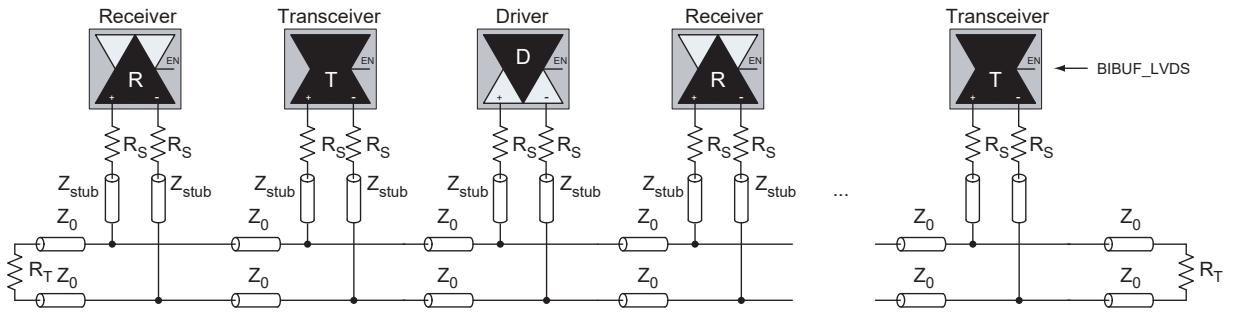 Receiver Transceiver Driver Receiver Transceiver
R EN T EN D EN R EN T EN BIBUF_LVDS
+ - + - + - + - + -
RS RS RS RS RS RS RS RS RS RS
Zstub Zstub Zstub Zstub Zstub Zstub Zstub ...
Z0 Z0 Z0 Z0 Z0 Z0
RT Z0 Z0 Z0 Z0 Z0 Z0 RT